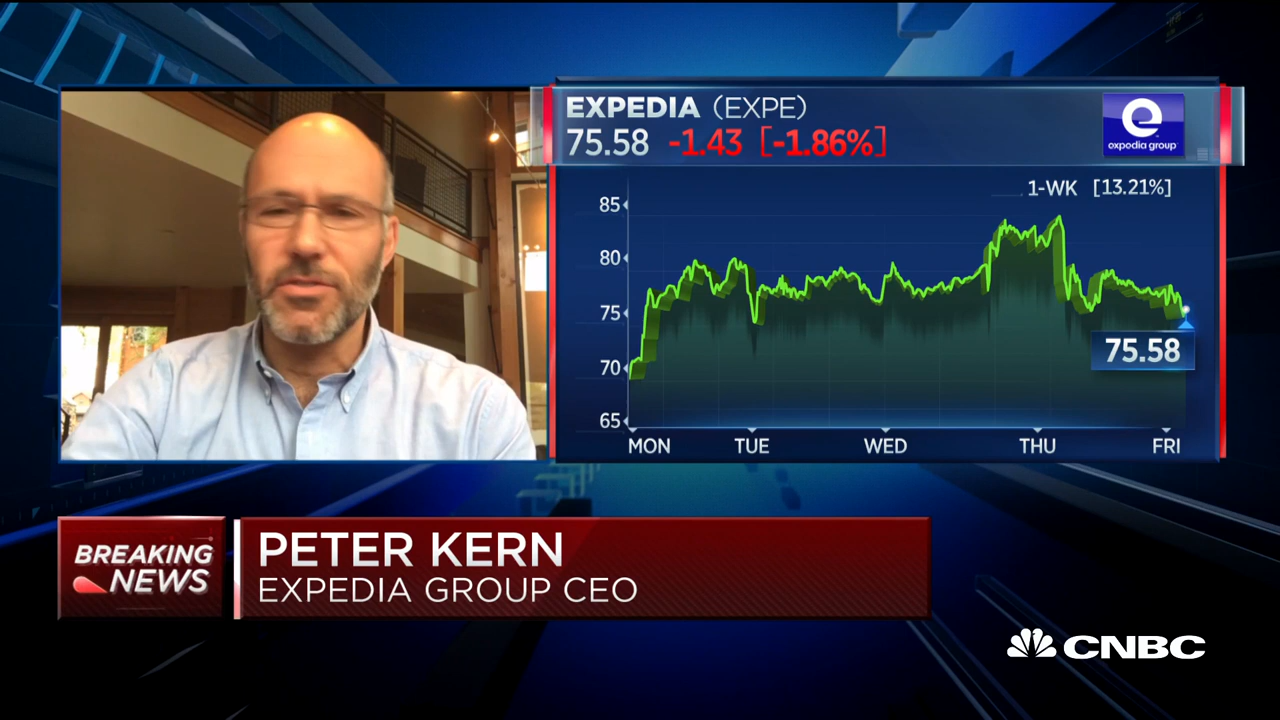 EXPEDIA (EXPE)
75.58 -1.43 [-1.86%]
e
expedia group
1-WK [13.21%]
85
80
75
70
65
75.58
MON TUE WED THU FRI
BREAKING
NEWS
PETER KERN
EXPEDIA GROUP CEO
CNBC